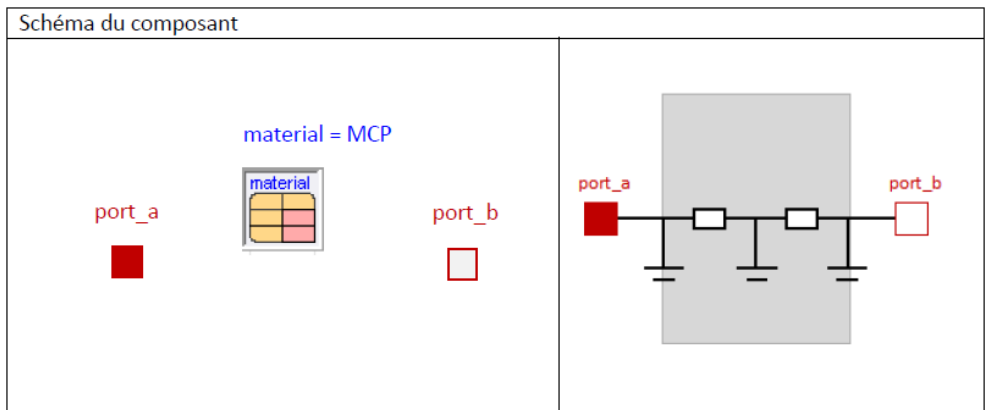 Schéma du composant
material = MCP
material
port_a
port_b
port_a
port_b